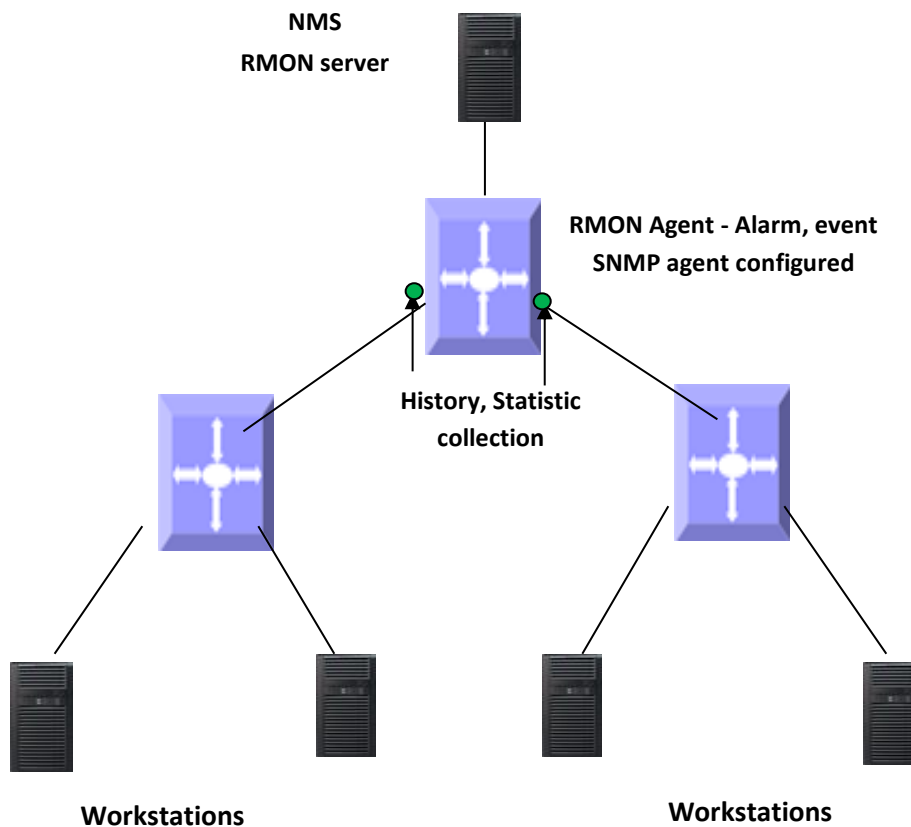 NMS
RMON server
RMON Agent - Alarm, event
SNMP agent configured
History, Statistic
collection
Workstations
Workstations